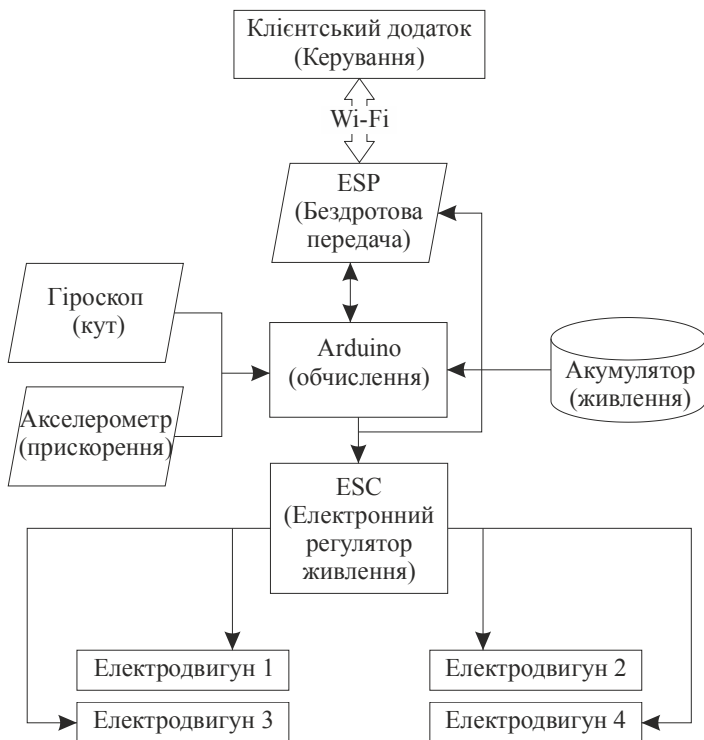 Клієнтський додаток
(Керування)
Wi-Fi
ESP
(Бездротова
передача)
Гіроскоп
(кут)
Arduino
(обчислення)
Акумулятор
(живлення)
Акселерометр
(прискорення)
ESC
(Електронний
регулятор
живлення)
Електродвигун 1
Електродвигун 2
Електродвигун 3
Електродвигун 4